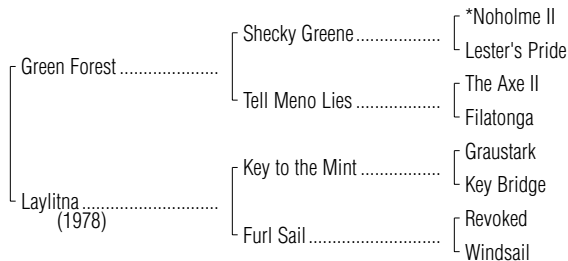 *Noholme II
Shecky Greene
Lester's Pride
Green Forest
The Axe II
Tell Meno Lies
Filatonga
Graustark
Key to the Mint
Key Bridge
Laylitna
(1978)
Revoked
Furl Sail
Windsail